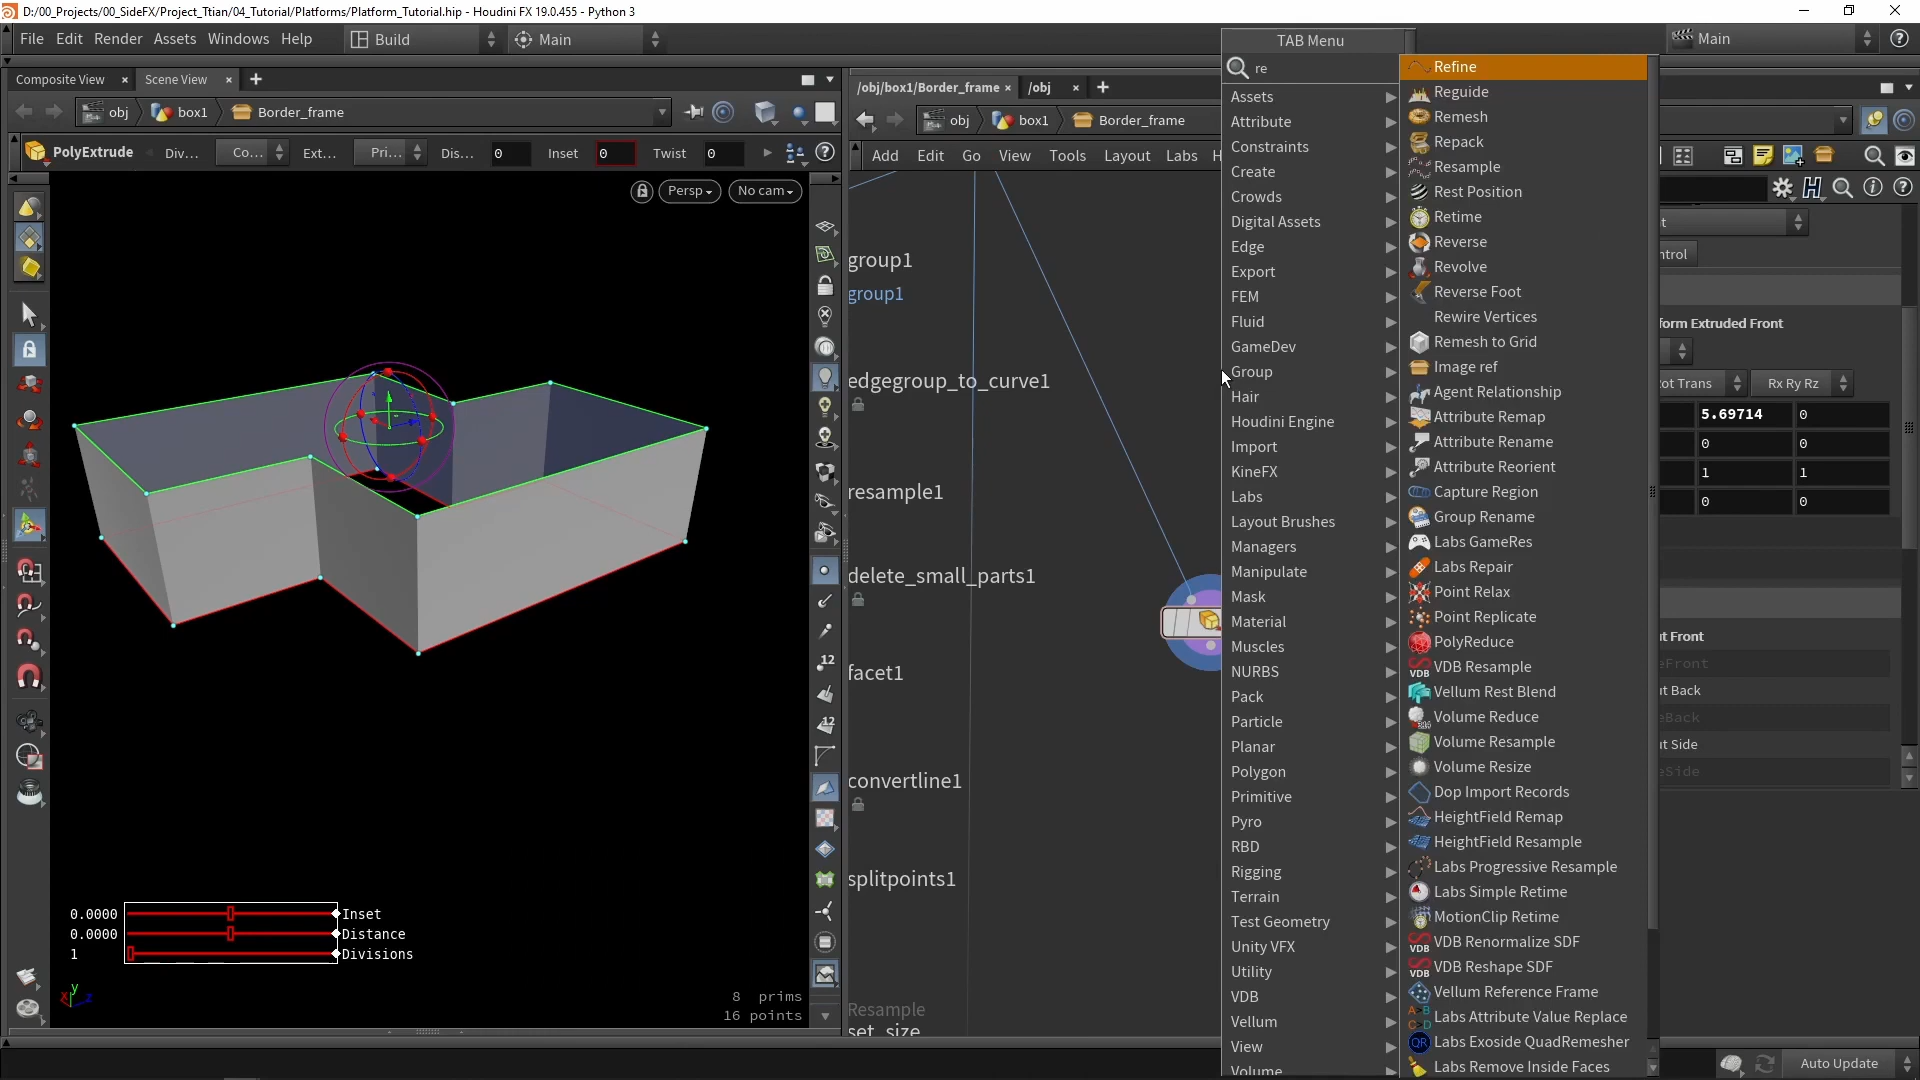 D:/00_Projects/00_SideFX/Project_Ttian/04_Tutorial/Platforms/Platform_Tutorial.hip - Houdini FX 19.0.455 - Python 3
File Edit Render Assets Windows Help Build Main
Main
Composite View × Scene View × +
obj box1 Border_frame
PolyExtrude Div... Co... Ext... Pri... Dis... 0 Inset 0 Twist 0
Persp No cam
12
12
0.0000 Inset
0.0000 Distance
1 Divisions
x y z
8 prims
16 points
/obj/box1/Border_frame × /obj × +
obj box1 Border_frame
Add Edit Go View Tools Layout Labs H
group1
group1
edgegroup_to_curve1
resample1
delete_small_parts1
facet1
convertline1
splitpoints1
Resample
set_size
TAB Menu
re
Assets
Attribute
Constraints
Create
Crowds
Digital Assets
Edge
Export
FEM
Fluid
GameDev
Group
Hair
Houdini Engine
Import
KineFX
Labs
Layout Brushes
Managers
Manipulate
Mask
Material
Muscles
NURBS
Pack
Particle
Planar
Polygon
Primitive
Pyro
RBD
Rigging
Terrain
Test Geometry
Unity VFX
Utility
VDB
Vellum
View
Volume
Refine
Reguide
Remesh
Repack
Resample
Rest Position
Retime
Reverse
Revolve
Reverse Foot
Rewire Vertices
Remesh to Grid
Image ref
Agent Relationship
Attribute Remap
Attribute Rename
Attribute Reorient
Capture Region
Group Rename
Labs GameRes
Labs Repair
Point Relax
Point Replicate
PolyReduce
VDB Resample
Vellum Rest Blend
Volume Reduce
Volume Resample
Volume Resize
Dop Import Records
HeightField Remap
HeightField Resample
Labs Progressive Resample
Labs Simple Retime
MotionClip Retime
VDB Renormalize SDF
VDB Reshape SDF
Vellum Reference Frame
Labs Attribute Value Replace
Labs Exoside QuadRemesher
Labs Remove Inside Faces
t
ntrol
form Extruded Front
ot Trans Rx Ry Rz
5.69714 0
0 0
1 1
0 0
ut Front
eFront
ut Back
eBack
ut Side
eSide
Auto Update